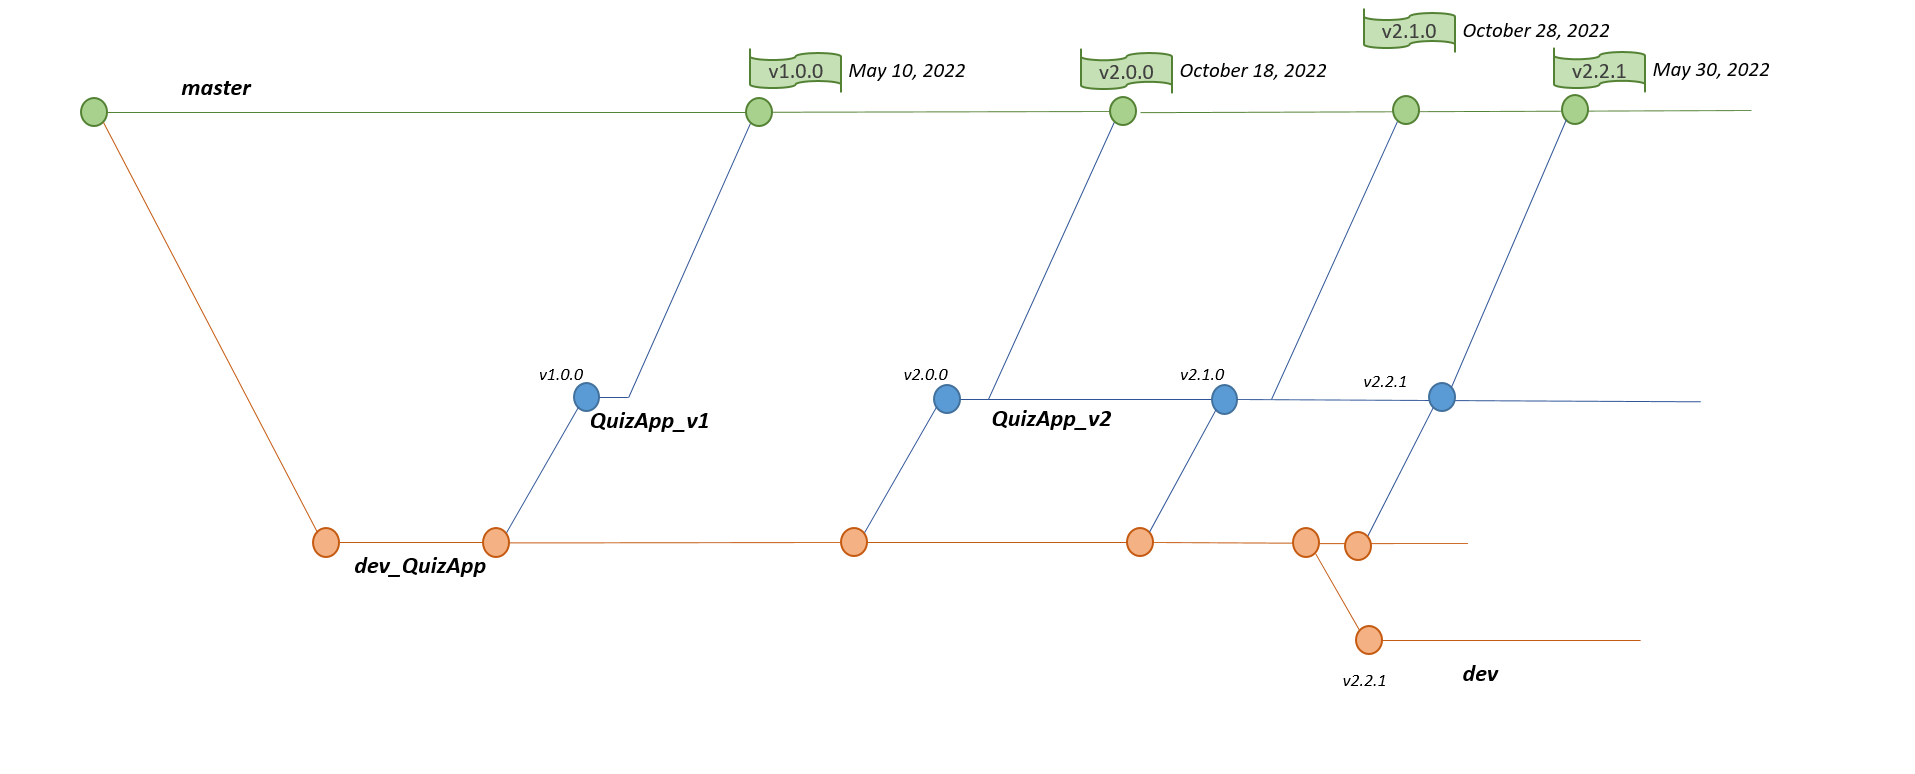 v2.1.0 October 28, 2022
v1.0.0 May 10, 2022
v2.0.0 October 18, 2022
v2.2.1 May 30, 2022
master
v1.0.0
v2.0.0
v2.1.0
v2.2.1
QuizApp_v1
QuizApp_v2
dev_QuizApp
dev
v2.2.1